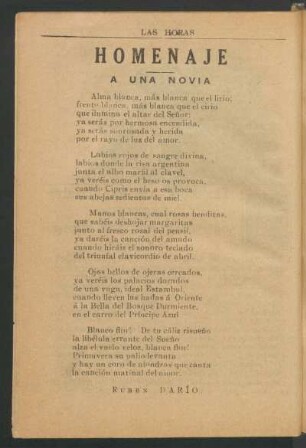 LAS HORAS
HOMENAJE
A UNA NOVIA
Alma blanca, más blanca que el lirio;
frente blanca, más blanca que el cirio
que ilumina el altar del Señor;
ya serás por hermosa encendida,
ya serás sonrosada y herida
por el rayo de luz del amor.
Labios rojos de sangre divina,
labios donde la risa argentina
junta el albo marfil al clavel,
ya veréis como el beso os provoca,
cuando Cipris envíe a esa boca
sus abejas sedientas de miel.
Manos blancas, cual rosas benditas,
que sabéis deshojar margaritas
junto al fresco rosal del pensil,
ya daréis la canción del amado
cuando hiráis el sonoro teclado
del triunfal clavicordio de abril.
Ojos bellos de ojeras cercados,
ya veréis los palacios dorados
de una vaga, ideal Estambul,
cuando lleven las hadas á Oriente
á la Bella del Bosque Durmiente,
en el carro del Príncipe Azul
Blanca flor! De tu cáliz risueño
la libélula errante del Sueño
alza el vuelo veloz, blanca flor!
Primavera su palio levanta
y hay un coro de alondras que canta
la canción matinal del amor.
RUBEN DARÍO